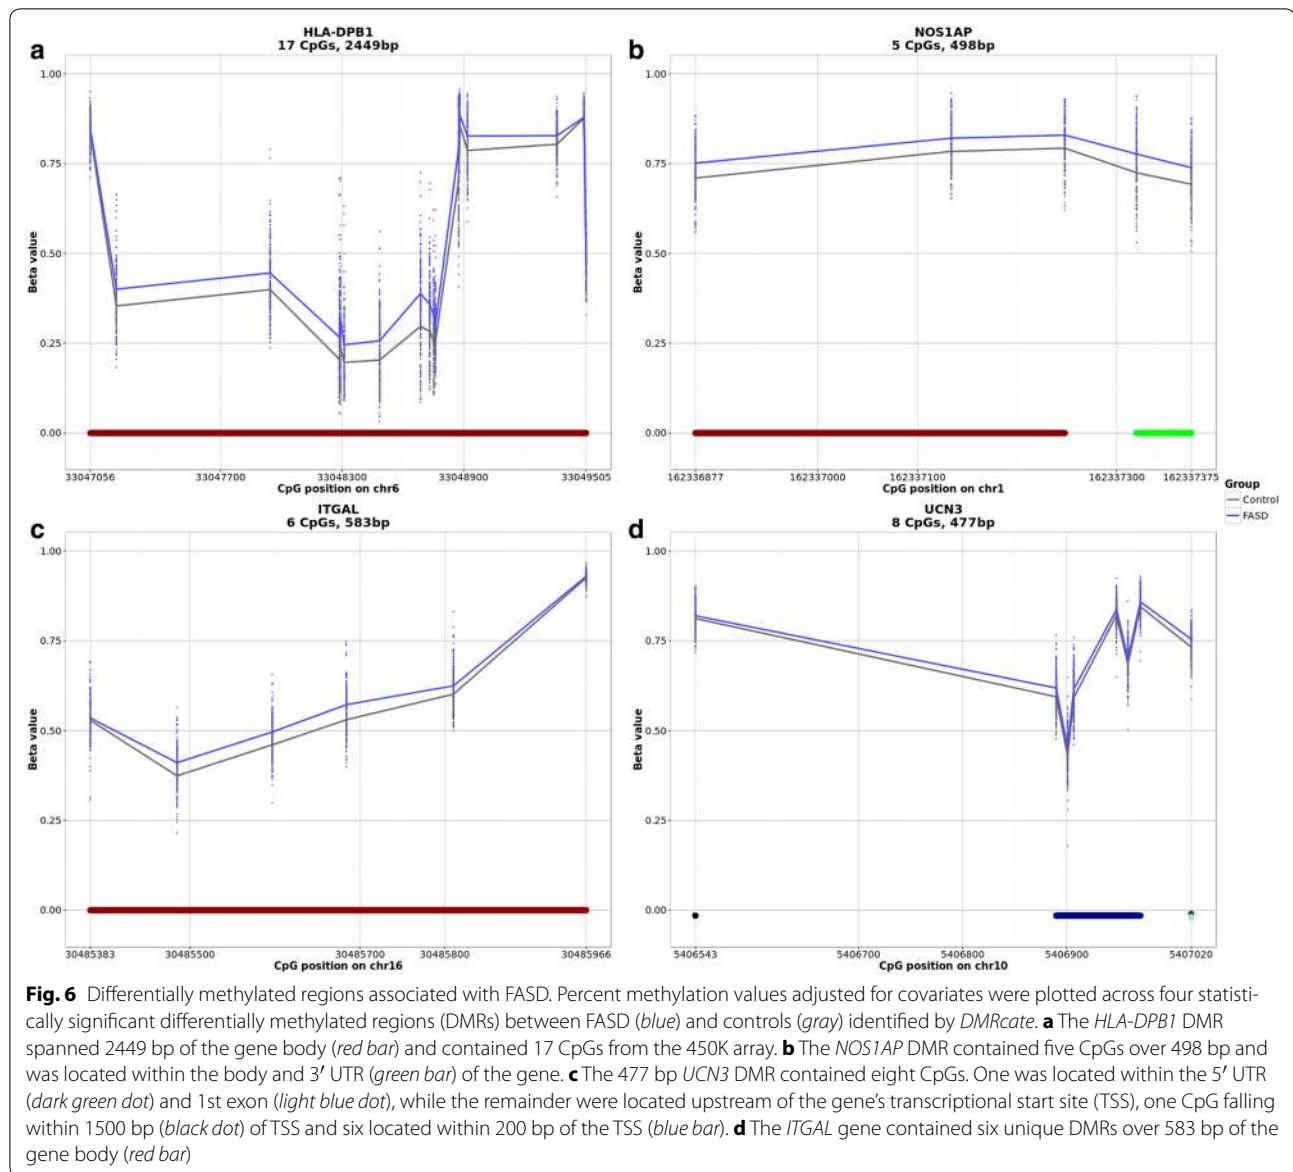 a
HLA-DPB1
17 CpGs, 2449bp
1.00
0.75
0.50
0.25
0.00
Beta value
33047056 33047700 33048300 33048900 33049505
CpG position on chr6
b
NOS1AP
5 CpGs, 498bp
1.00
0.75
0.50
0.25
0.00
Beta value
162336877 162337000 162337100 162337300 162337375
CpG position on chr1
Group
Control
FASD
c
ITGAL
6 CpGs, 583bp
1.00
0.75
0.50
0.25
0.00
Beta value
30485383 30485500 30485700 30485800 30485966
CpG position on chr16
d
UCN3
8 CpGs, 477bp
1.00
0.75
0.50
0.25
0.00
Beta value
5406543 5406700 5406800 5406900 5407020
CpG position on chr10
Fig. 6 Differentially methylated regions associated with FASD. Percent methylation values adjusted for covariates were plotted across four statisti-
cally significant differentially methylated regions (DMRs) between FASD (blue) and controls (gray) identified by DMRcate. a The HLA-DPB1 DMR
spanned 2449 bp of the gene body (red bar) and contained 17 CpGs from the 450K array. b The NOS1AP DMR contained five CpGs over 498 bp and
was located within the body and 3′ UTR (green bar) of the gene. c The 477 bp UCN3 DMR contained eight CpGs. One was located within the 5′ UTR
(dark green dot) and 1st exon (light blue dot), while the remainder were located upstream of the gene's transcriptional start site (TSS), one CpG falling
within 1500 bp (black dot) of TSS and six located within 200 bp of the TSS (blue bar). d The ITGAL gene contained six unique DMRs over 583 bp of the
gene body (red bar)